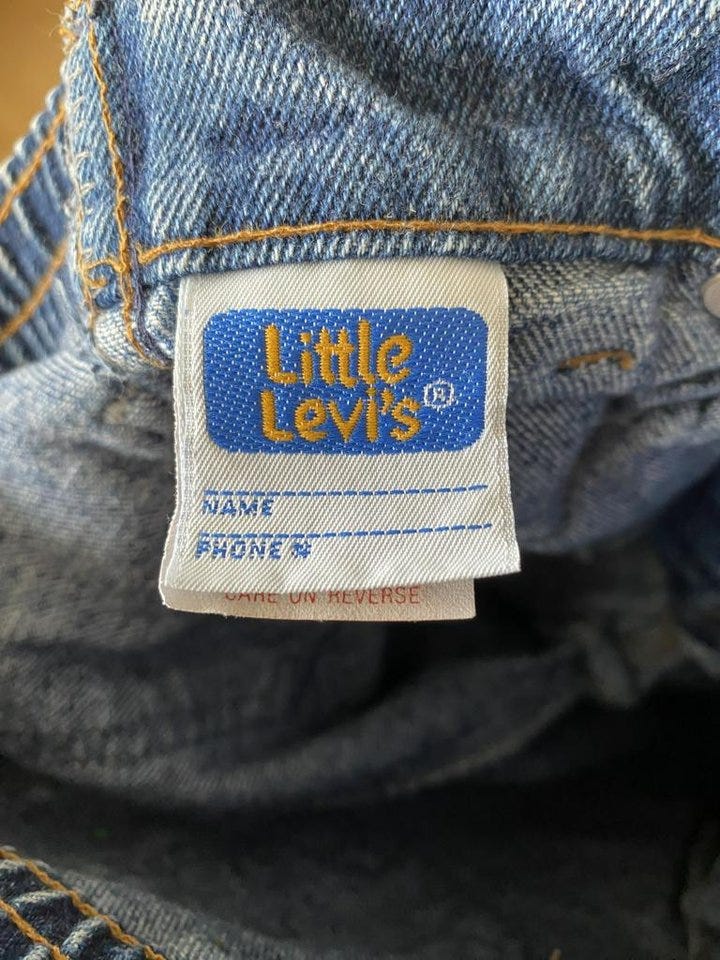 Little
Levi's®
NAME
PHONE #
CARE ON REVERSE